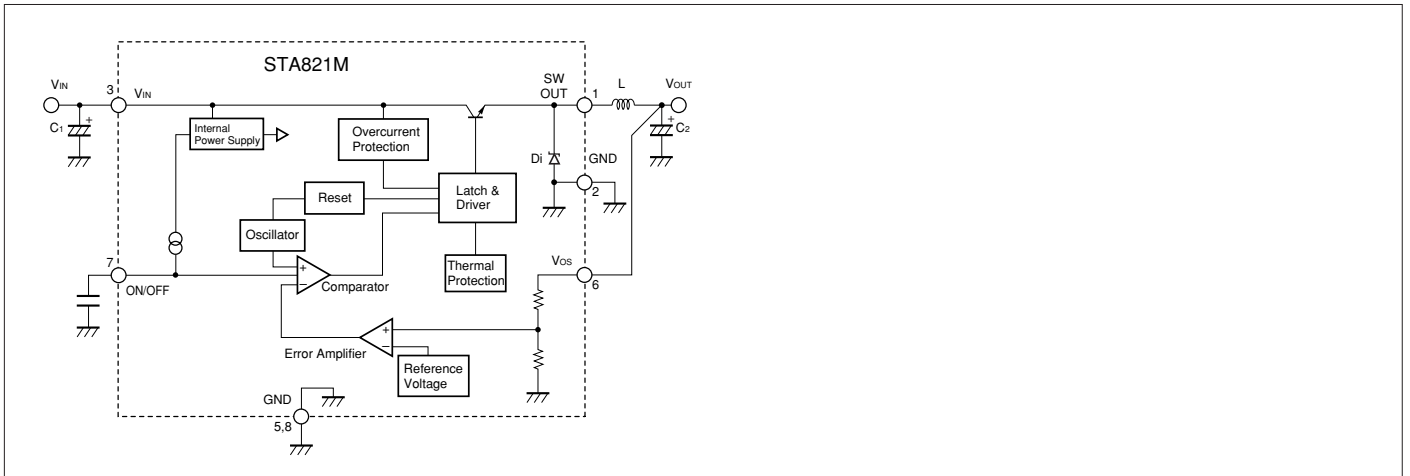 STA821M
VIN
3
VIN
SW
OUT
1
L
VOUT
C1
+
Internal
Power Supply
Overcurrent
Protection
+
C2
Di
GND
2
Latch &
Driver
Reset
Oscillator
7
ON/OFF
+
−
Comparator
Thermal
Protection
VOS
6
+
−
Error Amplifier
Reference
Voltage
GND
5,8